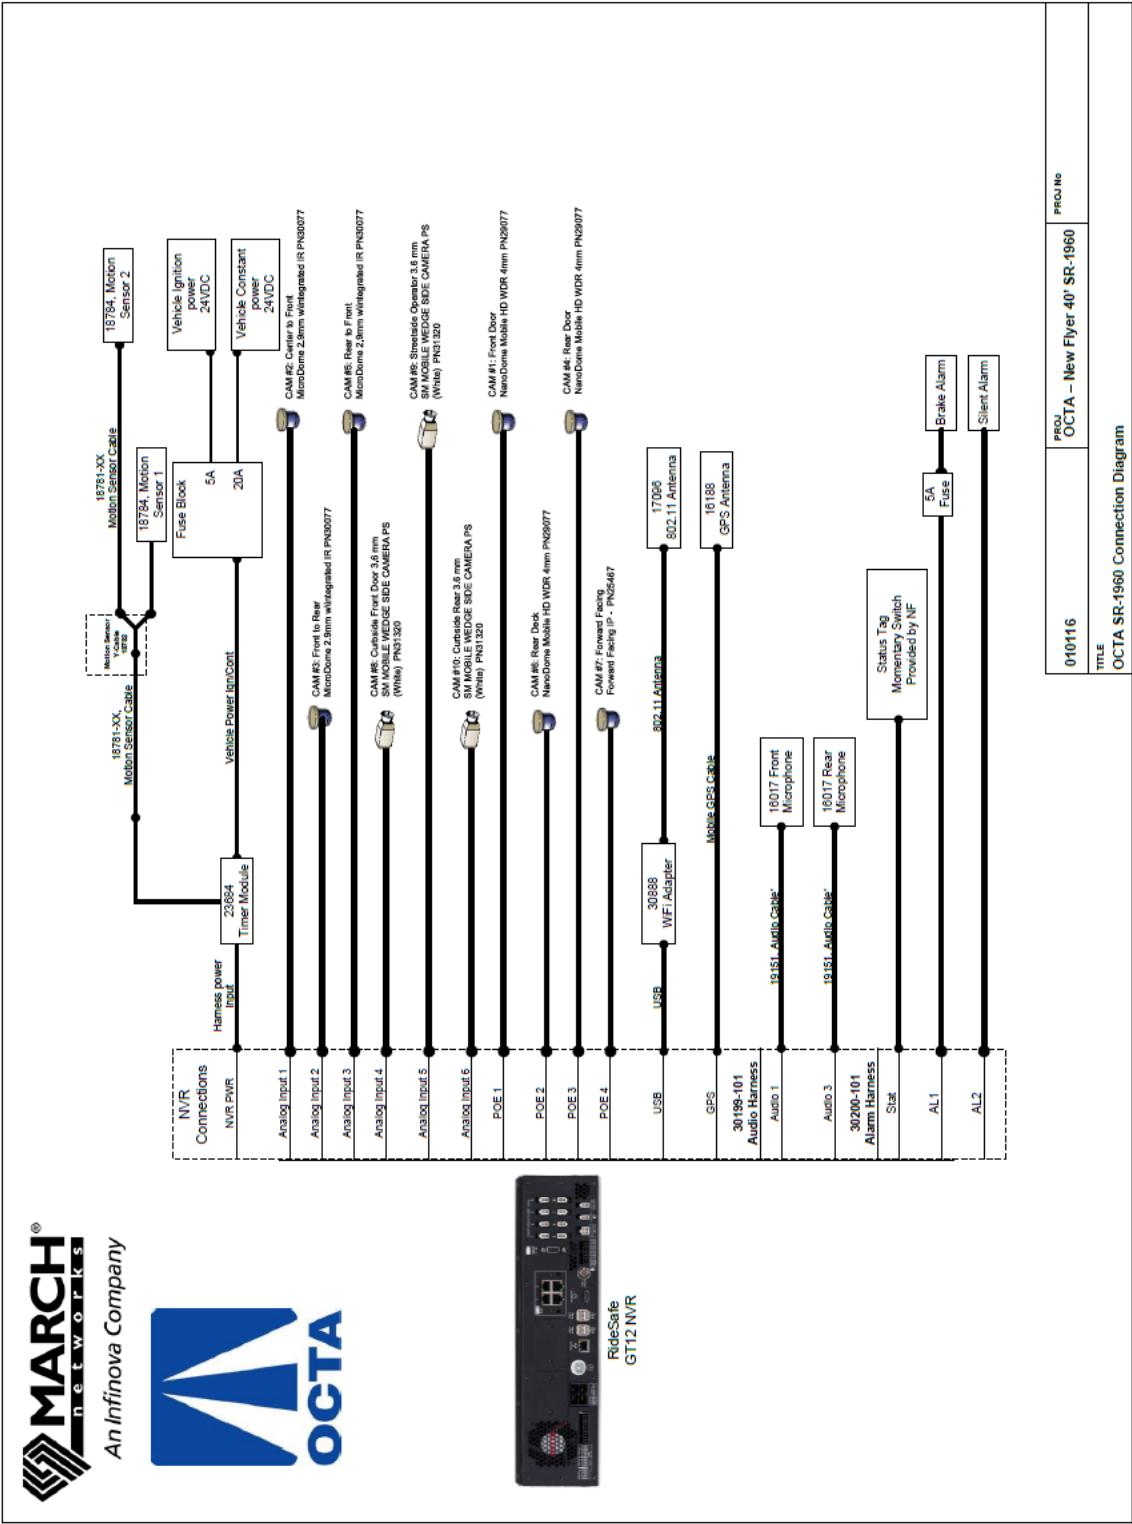 MARCH®
networks
An Infinova Company
OCTA
RideSafe
GT12 NVR
NVR
Connections
NVR PWR
Analog Input 1
Analog Input 2
Analog Input 3
Analog Input 4
Analog Input 5
Analog Input 6
POE 1
POE 2
POE 3
POE 4
USB
GPS
30199-101
Audio Harness
Audio 1
Audio 3
30200-101
Alarm Harness
Stat
AL1
AL2
Harness power
Input
23684
Timer Module
18781-XX,
Motion Sensor Cable
Motion Sensor
Y-Cable
18782
18781-XX
Motion Sensor Cable
18784, Motion
Sensor 2
18784, Motion
Sensor 1
Vehicle Power Ign/Cont
Fuse Block
5A
20A
Vehicle Ignition
power
24VDC
Vehicle Constant
power
24VDC
CAM #2: Center to Front
MicroDome 2.9mm w/integrated IR PN30077
CAM #3: Front to Rear
MicroDome 2.9mm w/integrated IR PN30077
CAM #5: Rear to Front
MicroDome 2.9mm w/integrated IR PN30077
CAM #8: Curbside Front Door 3.6 mm
SM MOBILE WEDGE SIDE CAMERA PS
(White) PN31320
CAM #9: Streetside Operator 3.6 mm
SM MOBILE WEDGE SIDE CAMERA PS
(White) PN31320
CAM #10: Curbside Rear 3.6 mm
SM MOBILE WEDGE SIDE CAMERA PS
(White) PN31320
CAM #1: Front Door
NanoDome Mobile HD WDR 4mm PN29077
CAM #6: Rear Deck
NanoDome Mobile HD WDR 4mm PN29077
CAM #4: Rear Door
NanoDome Mobile HD WDR 4mm PN29077
CAM #7: Forward Facing
Forward Facing IP - PN25467
USB
30888
WiFi Adapter
802.11 Antenna
17096
802.11 Antenna
Mobile GPS Cable
16188
GPS Antenna
19151, Audio Cable'
16017 Front
Microphone
19151, Audio Cable'
16017 Rear
Microphone
Status Tag
Momentary Switch
Provided by NF
5A
Fuse
Brake Alarm
Silent Alarm
010116
PROJ
OCTA – New Flyer 40' SR-1960
PROJ No
TITLE
OCTA SR-1960 Connection Diagram